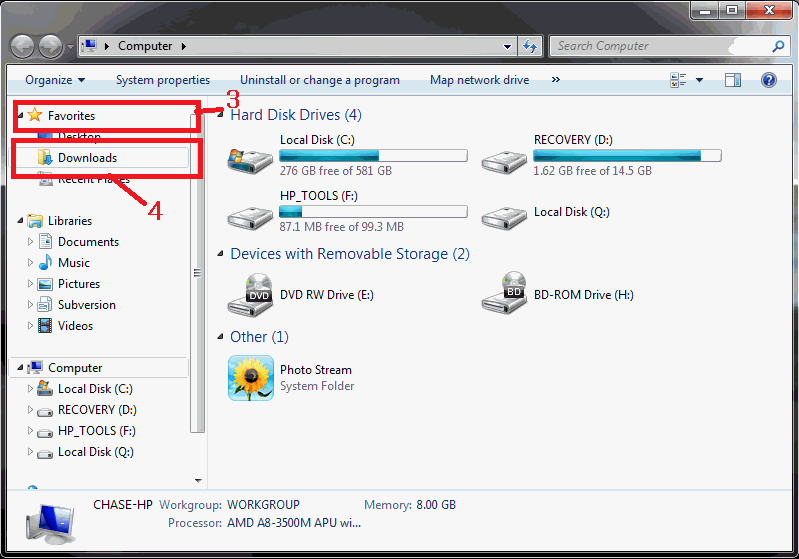 Computer
Search Computer
Organize
System properties
Uninstall or change a program
Map network drive
»
3
Favorites
Desktop
Downloads
Recent Places
4
Libraries
Documents
Music
Pictures
Subversion
Videos
Computer
Local Disk (C:)
RECOVERY (D:)
HP_TOOLS (F:)
Local Disk (Q:)
Hard Disk Drives (4)
Local Disk (C:)
276 GB free of 581 GB
RECOVERY (D:)
1.62 GB free of 14.5 GB
HP_TOOLS (F:)
87.1 MB free of 99.3 MB
Local Disk (Q:)
Devices with Removable Storage (2)
DVD
DVD RW Drive (E:)
BD
BD-ROM Drive (H:)
Other (1)
Photo Stream
System Folder
CHASE-HP Workgroup: WORKGROUP Memory: 8.00 GB
Processor: AMD A8-3500M APU wi...